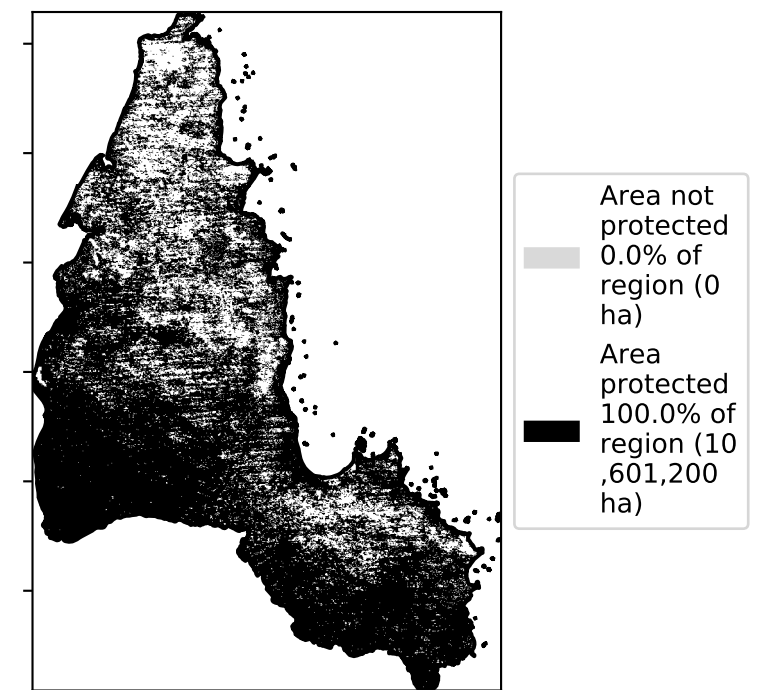 Area not
protected
0.0% of
region (0
ha)
Area
protected
100.0% of
region (10
,601,200
ha)